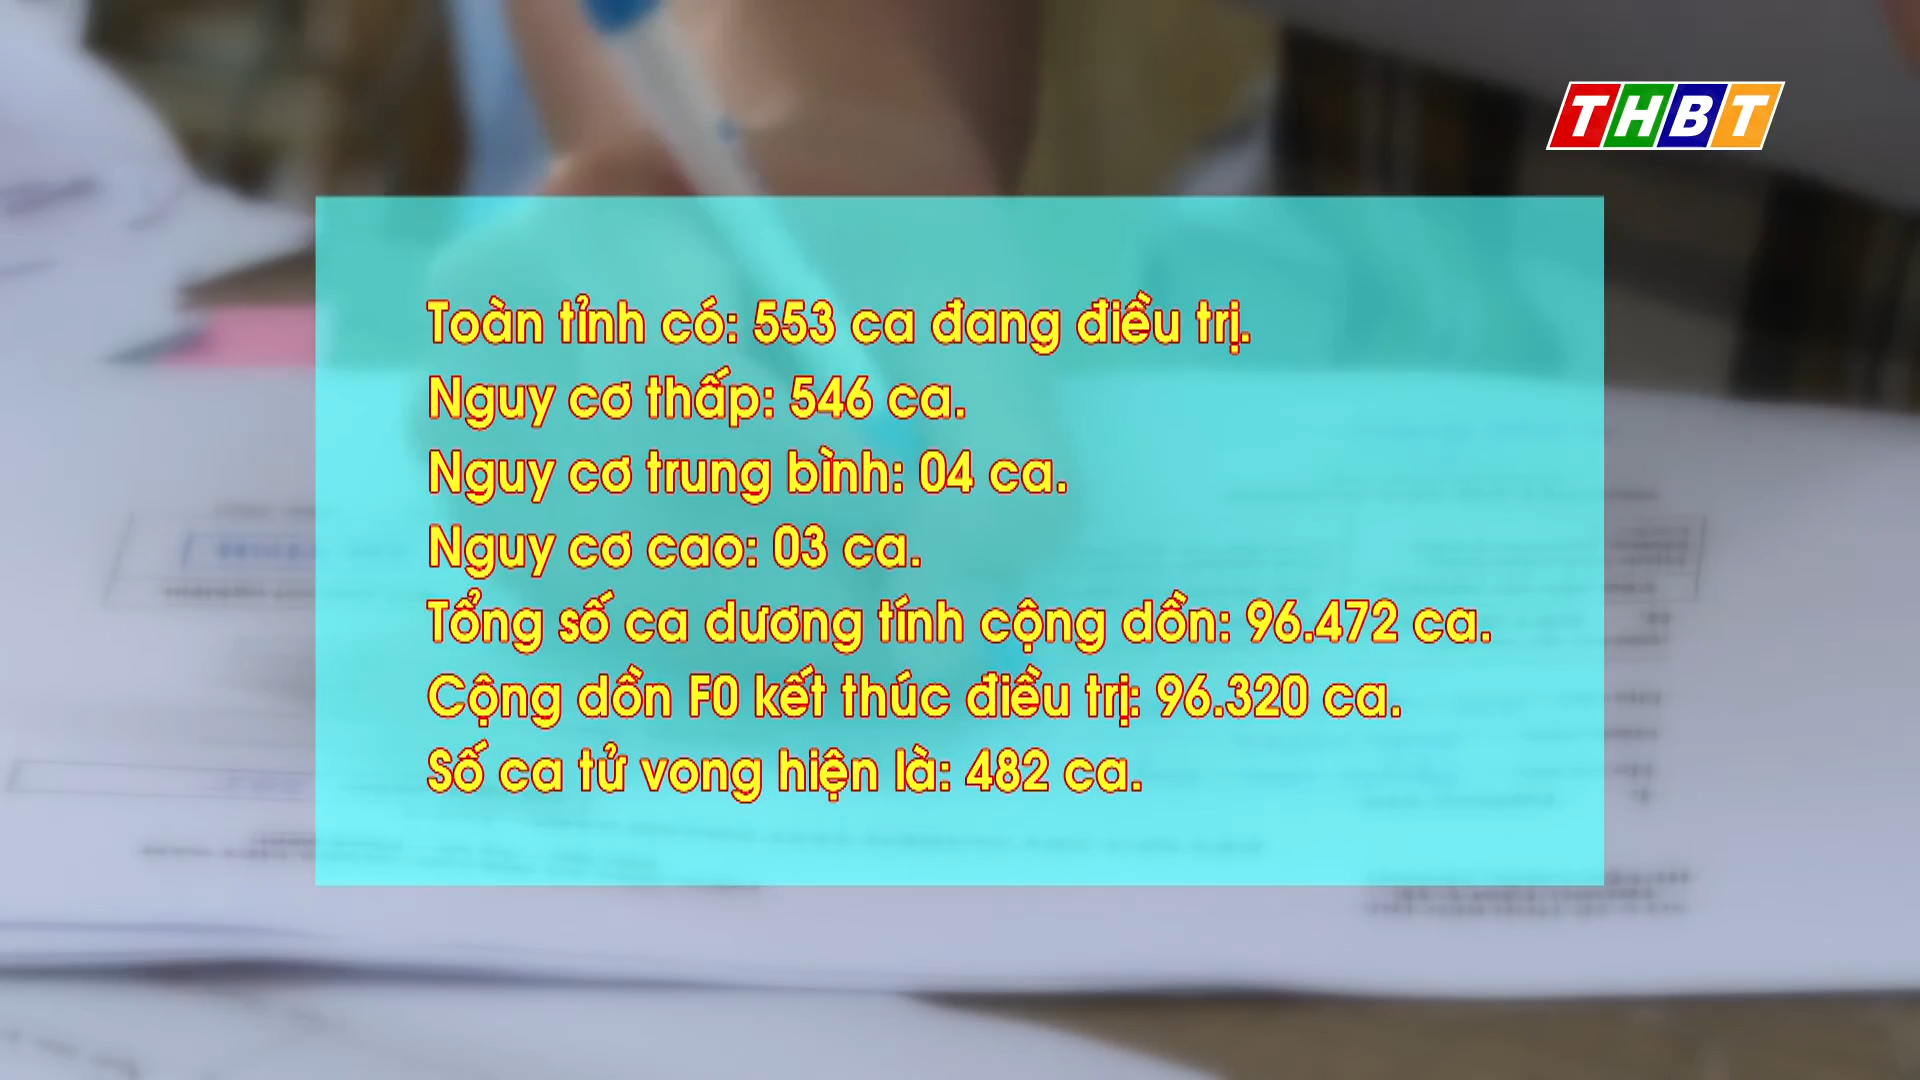 THBT
Toàn tỉnh có: 553 ca đang điều trị.
Nguy cơ thấp: 546 ca.
Nguy cơ trung bình: 04 ca.
Nguy cơ cao: 03 ca.
Tổng số ca dương tính cộng dồn: 96.472 ca.
Cộng dồn F0 kết thúc điều trị: 96.320 ca.
Số ca tử vong hiện là: 482 ca.